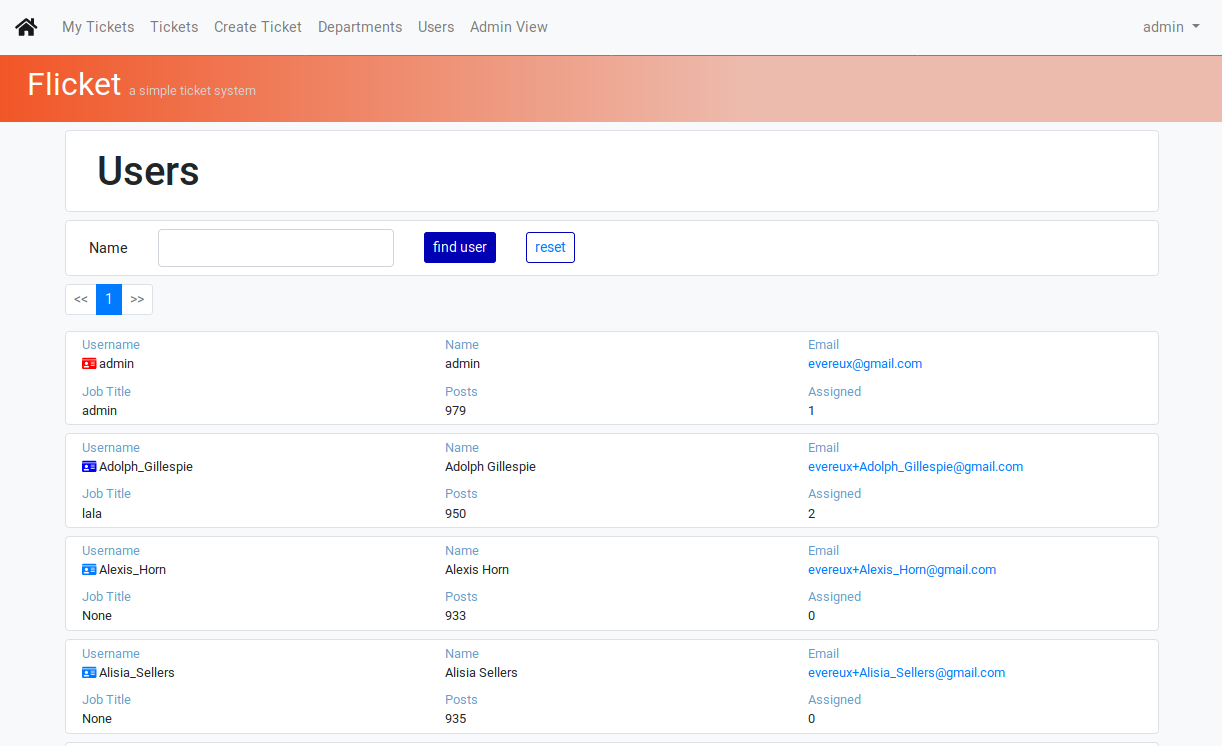 My Tickets Tickets Create Ticket Departments Users Admin View admin
Flicket a simple ticket system
Users
Name find user reset
<< 1 >>
Username Name Email
admin admin evereux@gmail.com
Job Title Posts Assigned
admin 979 1
Username Name Email
Adolph_Gillespie Adolph Gillespie evereux+Adolph_Gillespie@gmail.com
Job Title Posts Assigned
lala 950 2
Username Name Email
Alexis_Horn Alexis Horn evereux+Alexis_Horn@gmail.com
Job Title Posts Assigned
None 933 0
Username Name Email
Alisia_Sellers Alisia Sellers evereux+Alisia_Sellers@gmail.com
Job Title Posts Assigned
None 935 0